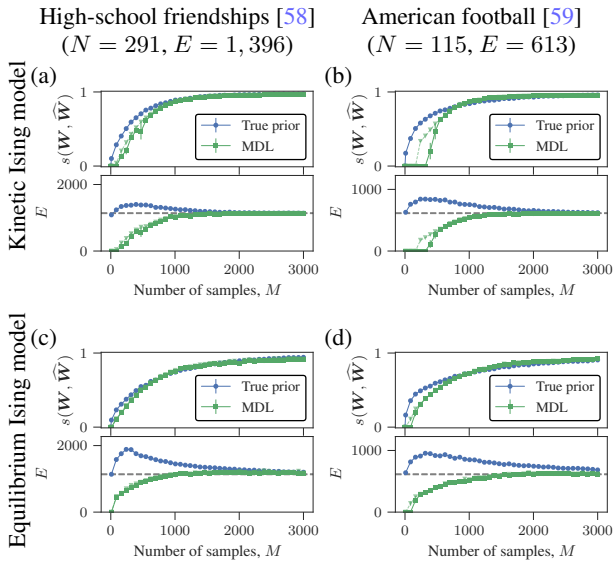 High-school friendships [58]
(N = 291, E = 1, 396)
American football [59]
(N = 115, E = 613)
Kinetic Ising model
(a)
1
0
s(W, Ŵ)
True prior
MDL
2000
0
E
0
1000
2000
3000
Number of samples, M
(b)
1
0
s(W, Ŵ)
True prior
MDL
1000
0
E
0
1000
2000
3000
Number of samples, M
Equilibrium Ising model
(c)
1
0
s(W, Ŵ)
True prior
MDL
2000
0
E
0
1000
2000
3000
Number of samples, M
(d)
1
0
s(W, Ŵ)
True prior
MDL
1000
0
E
0
1000
2000
3000
Number of samples, M